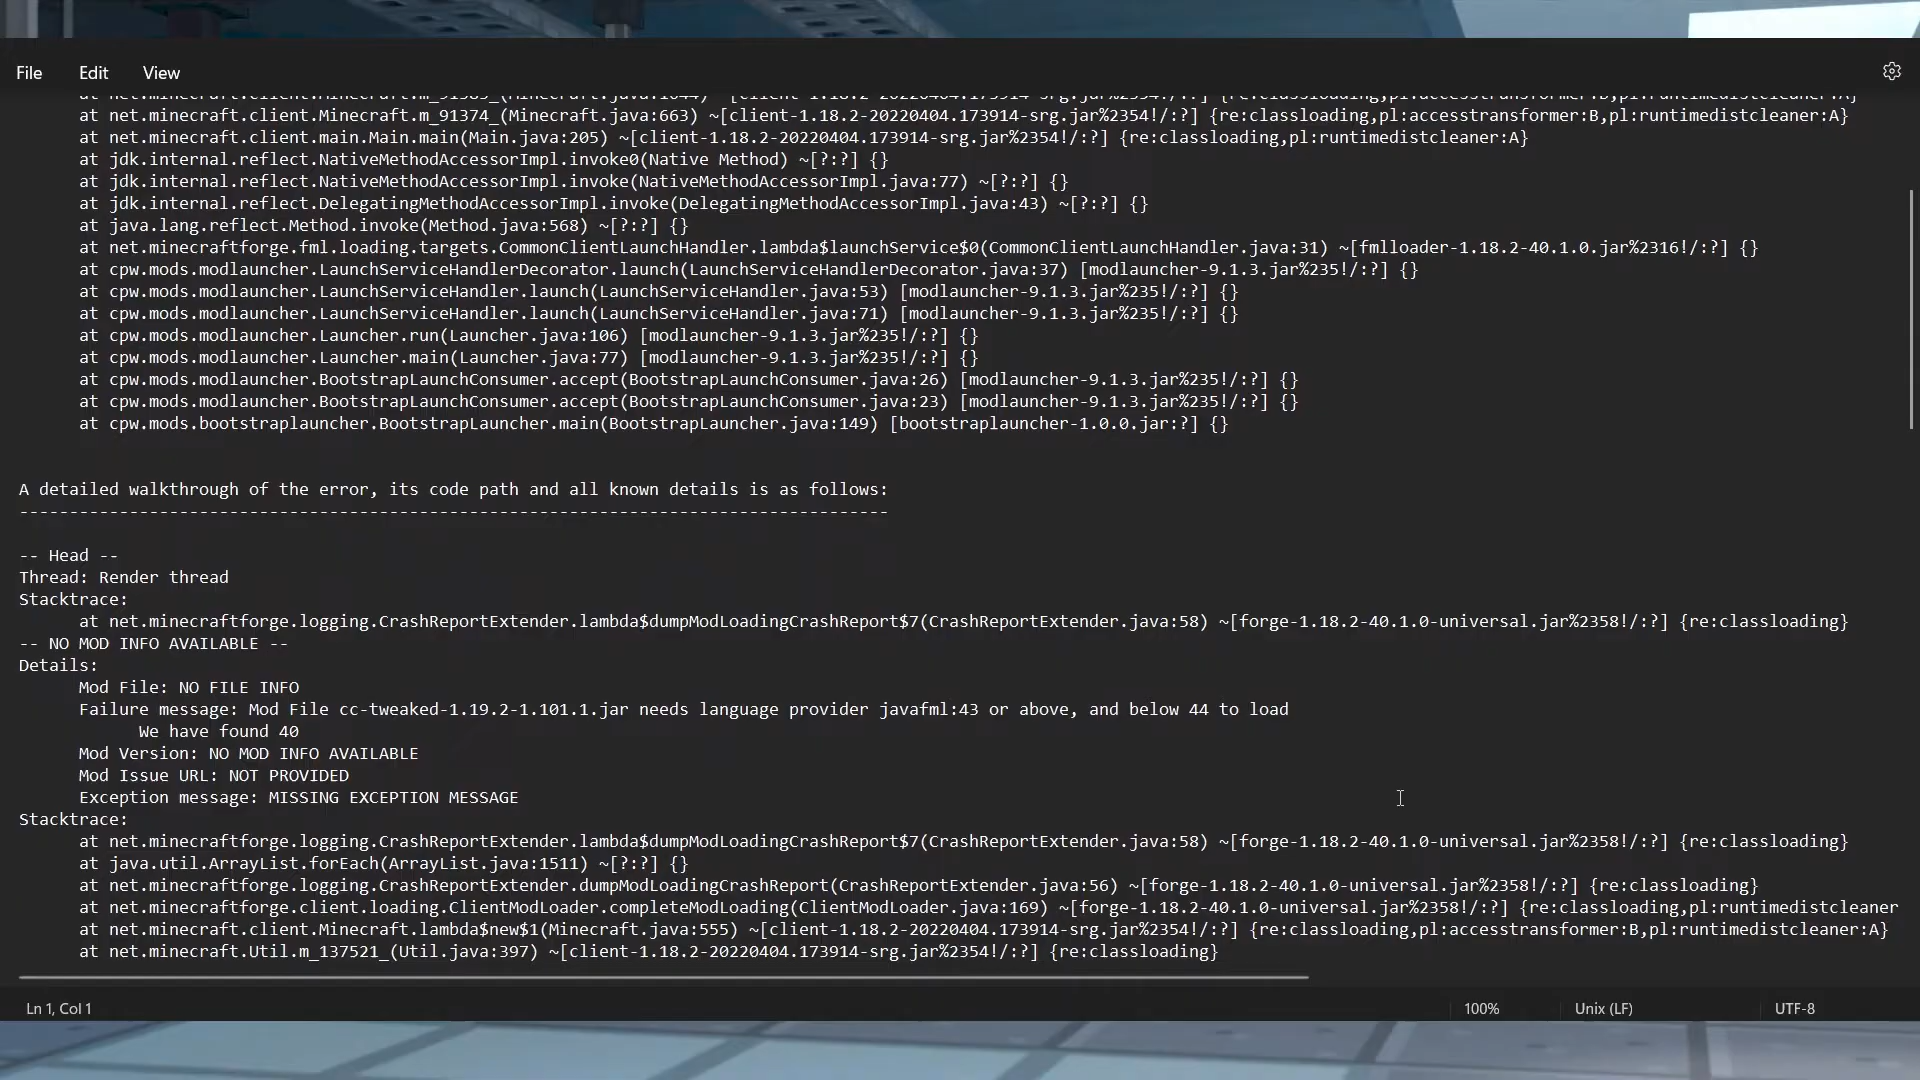 File Edit View
at net.minecraft.client.Minecraft.m_91374_(Minecraft.java:663) ~[client-1.18.2-20220404.173914-srg.jar%2354!/:?] {re:classloading,pl:accesstransformer:B,pl:runtimedistcleaner:A}
at net.minecraft.client.main.Main.main(Main.java:205) ~[client-1.18.2-20220404.173914-srg.jar%2354!/:?] {re:classloading,pl:runtimedistcleaner:A}
at jdk.internal.reflect.NativeMethodAccessorImpl.invoke0(Native Method) ~[?:?] {}
at jdk.internal.reflect.NativeMethodAccessorImpl.invoke(NativeMethodAccessorImpl.java:77) ~[?:?] {}
at jdk.internal.reflect.DelegatingMethodAccessorImpl.invoke(DelegatingMethodAccessorImpl.java:43) ~[?:?] {}
at java.lang.reflect.Method.invoke(Method.java:568) ~[?:?] {}
at net.minecraftforge.fml.loading.targets.CommonClientLaunchHandler.lambda$launchService$0(CommonClientLaunchHandler.java:31) ~[fmlloader-1.18.2-40.1.0.jar%2316!/:?] {}
at cpw.mods.modlauncher.LaunchServiceHandlerDecorator.launch(LaunchServiceHandlerDecorator.java:37) [modlauncher-9.1.3.jar%235!/:?] {}
at cpw.mods.modlauncher.LaunchServiceHandler.launch(LaunchServiceHandler.java:53) [modlauncher-9.1.3.jar%235!/:?] {}
at cpw.mods.modlauncher.LaunchServiceHandler.launch(LaunchServiceHandler.java:71) [modlauncher-9.1.3.jar%235!/:?] {}
at cpw.mods.modlauncher.Launcher.run(Launcher.java:106) [modlauncher-9.1.3.jar%235!/:?] {}
at cpw.mods.modlauncher.Launcher.main(Launcher.java:77) [modlauncher-9.1.3.jar%235!/:?] {}
at cpw.mods.modlauncher.BootstrapLaunchConsumer.accept(BootstrapLaunchConsumer.java:26) [modlauncher-9.1.3.jar%235!/:?] {}
at cpw.mods.modlauncher.BootstrapLaunchConsumer.accept(BootstrapLaunchConsumer.java:23) [modlauncher-9.1.3.jar%235!/:?] {}
at cpw.mods.bootstraplauncher.BootstrapLauncher.main(BootstrapLauncher.java:149) [bootstraplauncher-1.0.0.jar:?] {}
A detailed walkthrough of the error, its code path and all known details is as follows:
---------------------------------------------------------------------------------------
-- Head --
Thread: Render thread
Stacktrace:
at net.minecraftforge.logging.CrashReportExtender.lambda$dumpModLoadingCrashReport$7(CrashReportExtender.java:58) ~[forge-1.18.2-40.1.0-universal.jar%2358!/:?] {re:classloading}
-- NO MOD INFO AVAILABLE --
Details:
Mod File: NO FILE INFO
Failure message: Mod File cc-tweaked-1.19.2-1.101.1.jar needs language provider javafml:43 or above, and below 44 to load
We have found 40
Mod Version: NO MOD INFO AVAILABLE
Mod Issue URL: NOT PROVIDED
Exception message: MISSING EXCEPTION MESSAGE
Stacktrace:
at net.minecraftforge.logging.CrashReportExtender.lambda$dumpModLoadingCrashReport$7(CrashReportExtender.java:58) ~[forge-1.18.2-40.1.0-universal.jar%2358!/:?] {re:classloading}
at java.util.ArrayList.forEach(ArrayList.java:1511) ~[?:?] {}
at net.minecraftforge.logging.CrashReportExtender.dumpModLoadingCrashReport(CrashReportExtender.java:56) ~[forge-1.18.2-40.1.0-universal.jar%2358!/:?] {re:classloading}
at net.minecraftforge.client.loading.ClientModLoader.completeModLoading(ClientModLoader.java:169) ~[forge-1.18.2-40.1.0-universal.jar%2358!/:?] {re:classloading,pl:runtimedistcleaner
at net.minecraft.client.Minecraft.lambda$new$1(Minecraft.java:555) ~[client-1.18.2-20220404.173914-srg.jar%2354!/:?] {re:classloading,pl:accesstransformer:B,pl:runtimedistcleaner:A}
at net.minecraft.Util.m_137521_(Util.java:397) ~[client-1.18.2-20220404.173914-srg.jar%2354!/:?] {re:classloading}
Ln 1, Col 1 100% Unix (LF) UTF-8